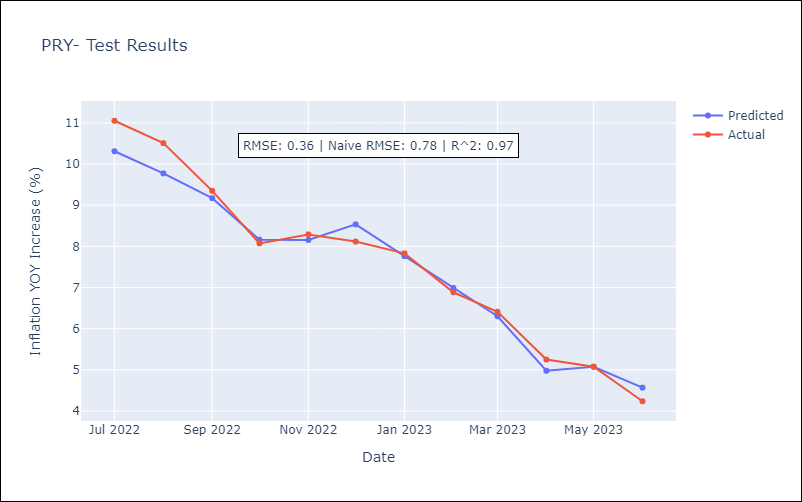 PRY- Test Results
Predicted
Actual
RMSE: 0.36 | Naive RMSE: 0.78 | R^2: 0.97
Inflation YOY Increase (%)
11
10
9
8
7
6
5
4
Jul 2022 Sep 2022 Nov 2022 Jan 2023 Mar 2023 May 2023
Date